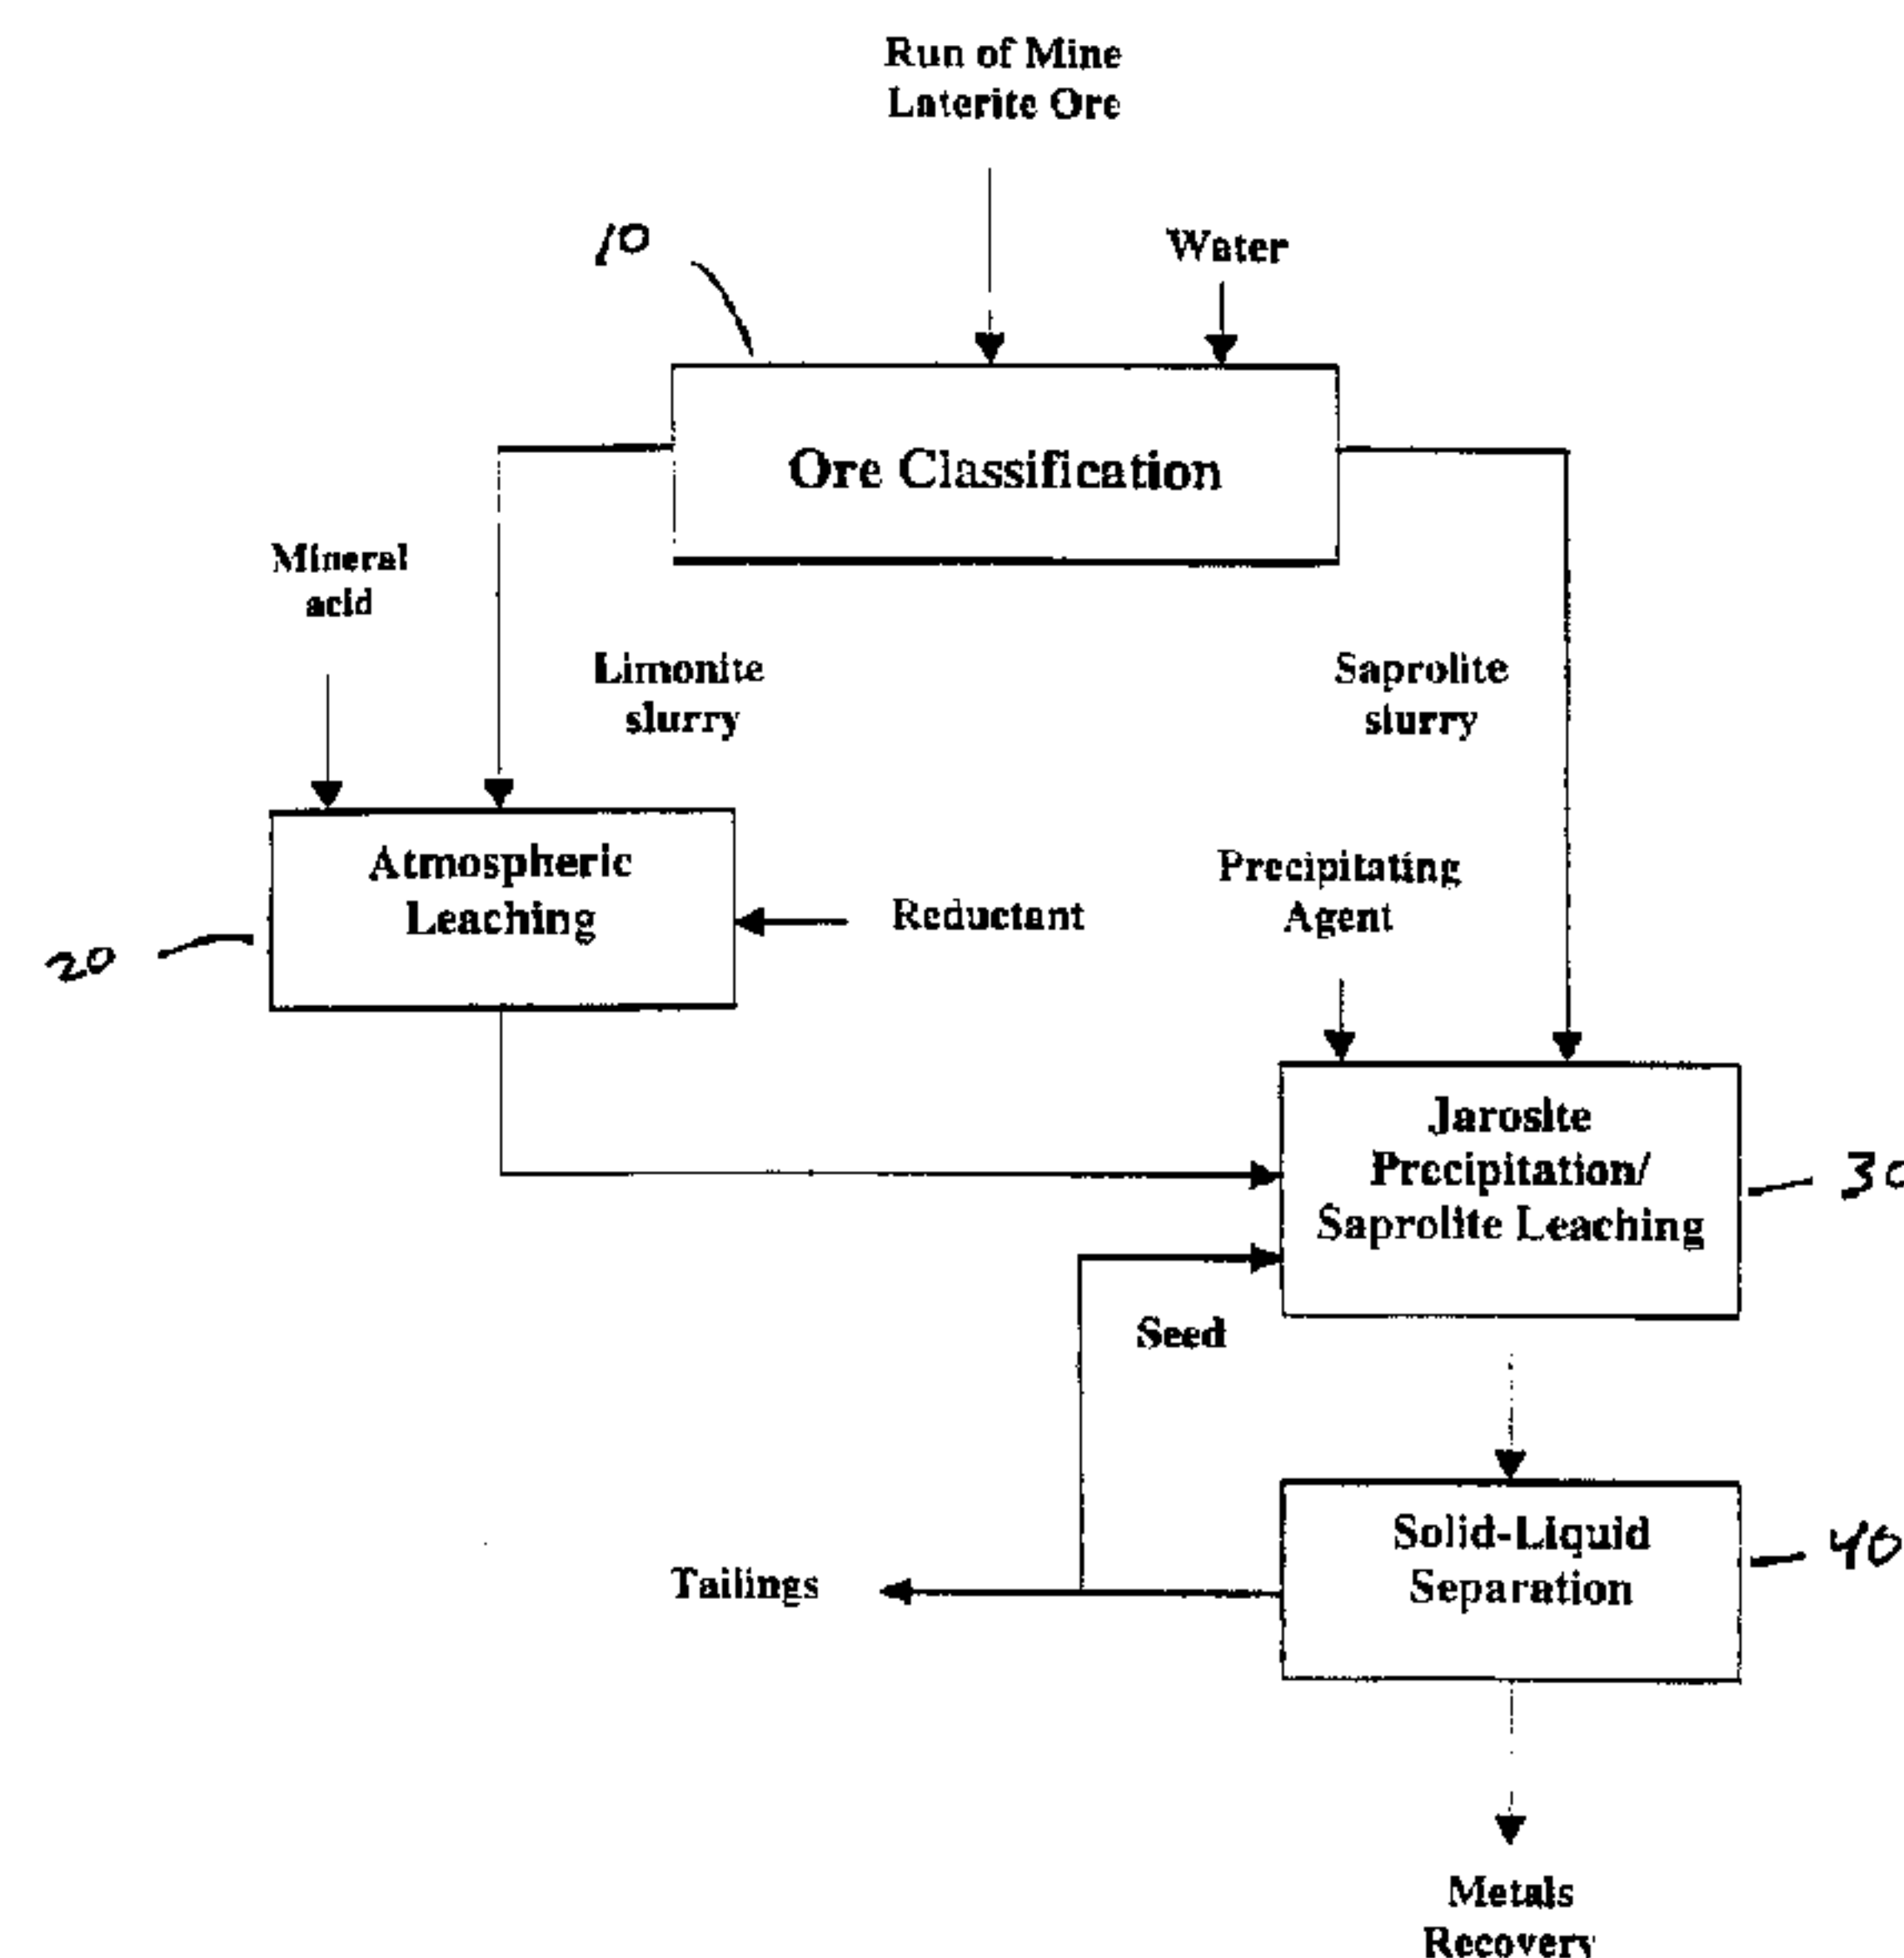 Run of Mine
Laterite Ore
10
Water
Ore Classification
Mineral
acid
Limonite
slurry
Saprolite
slurry
Atmospheric
Leaching
Reductant
Precipitating
Agent
20
Jarosite
Precipitation/
Saprolite Leaching
30
Seed
Solid-Liquid
Separation
40
Tailings
Metals
Recovery